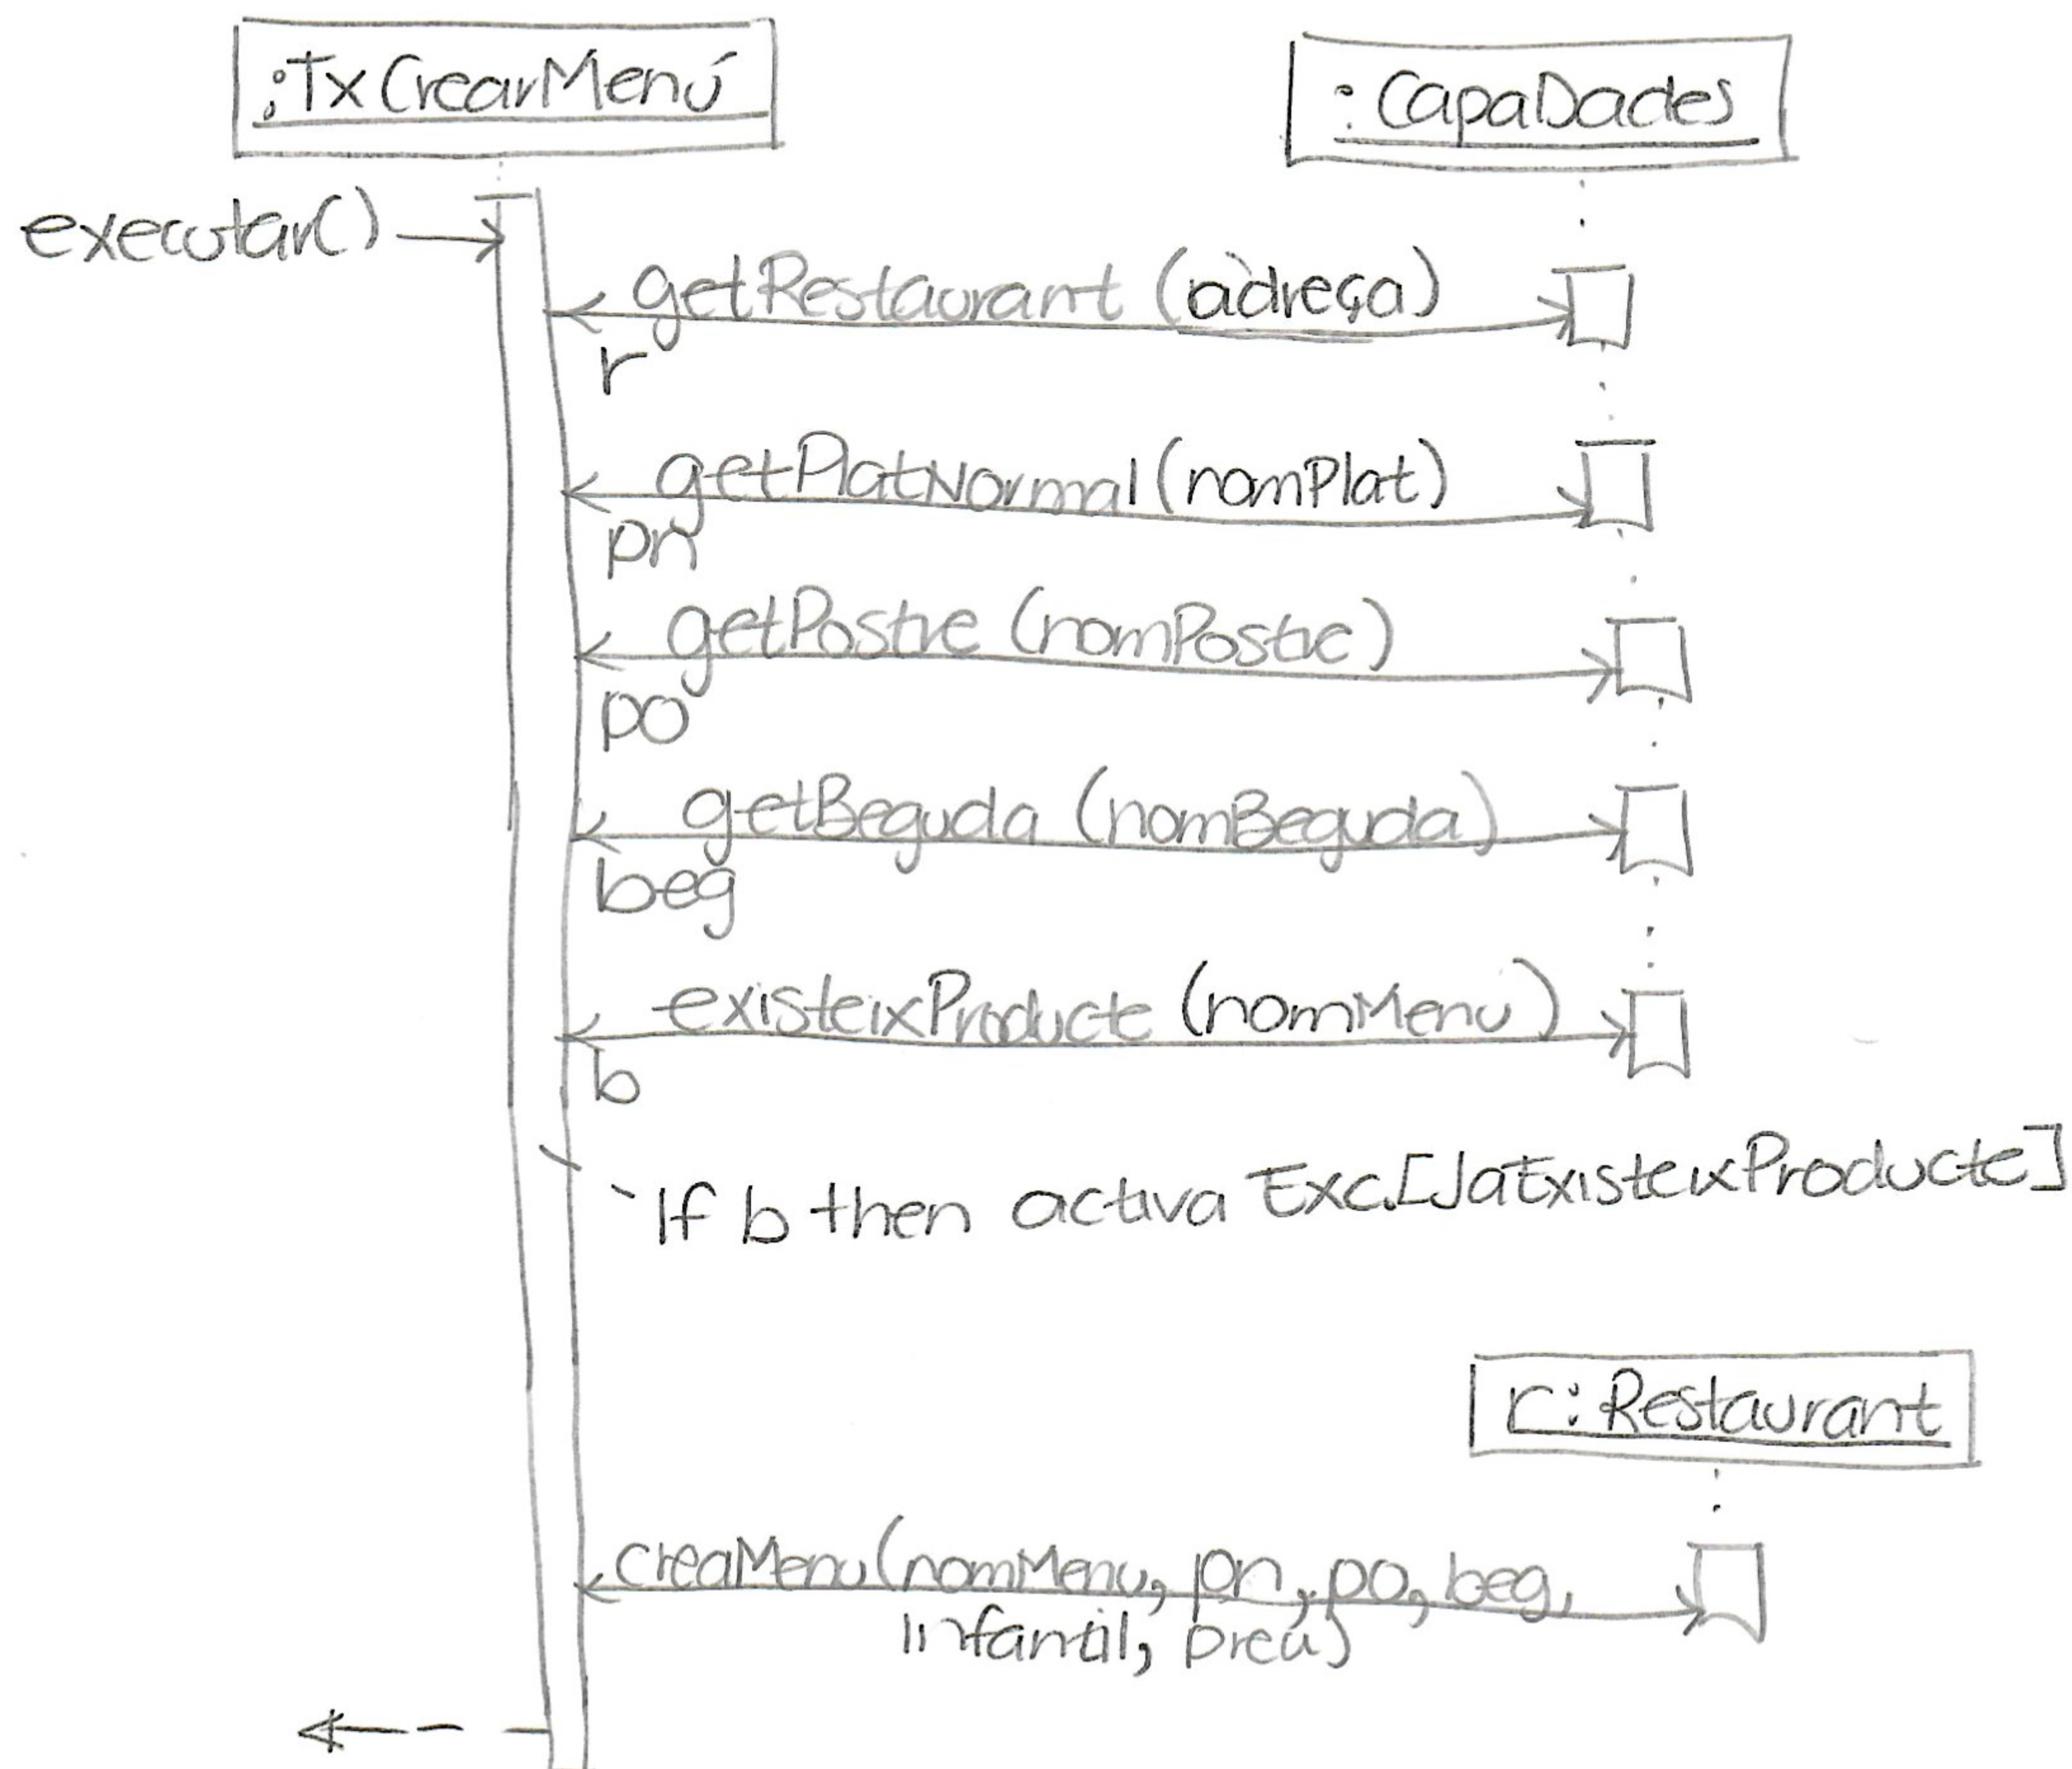 :TxCrearMenú
:CapaDades
executar()
getRestaurant (adreça)
r
getPlatNormal (nomPlat)
pn
getPostre (nomPostre)
po
getBeguda (nomBeguda)
beg
existeixProducte (nomMenu)
b
If b then activa Exc.[JaExisteixProducte]
r:Restaurant
creaMenu(nomMenu, pn, po, beg,
infantil, preu)